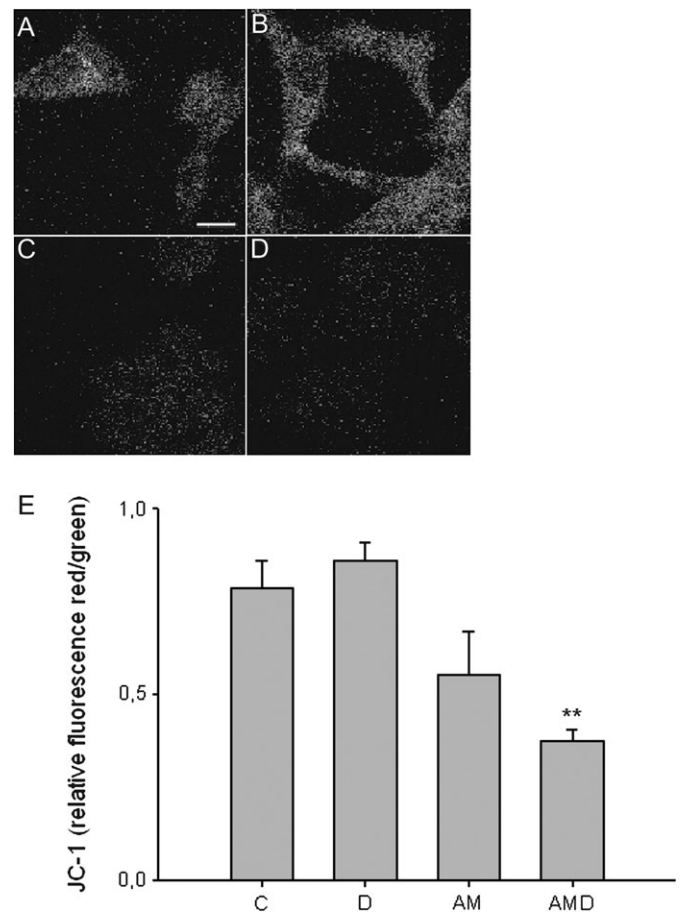 A
B
C
D
E
JC-1 (relative fluorescence red/green)
1,0
0,5
0,0
**
C
D
AM
AMD